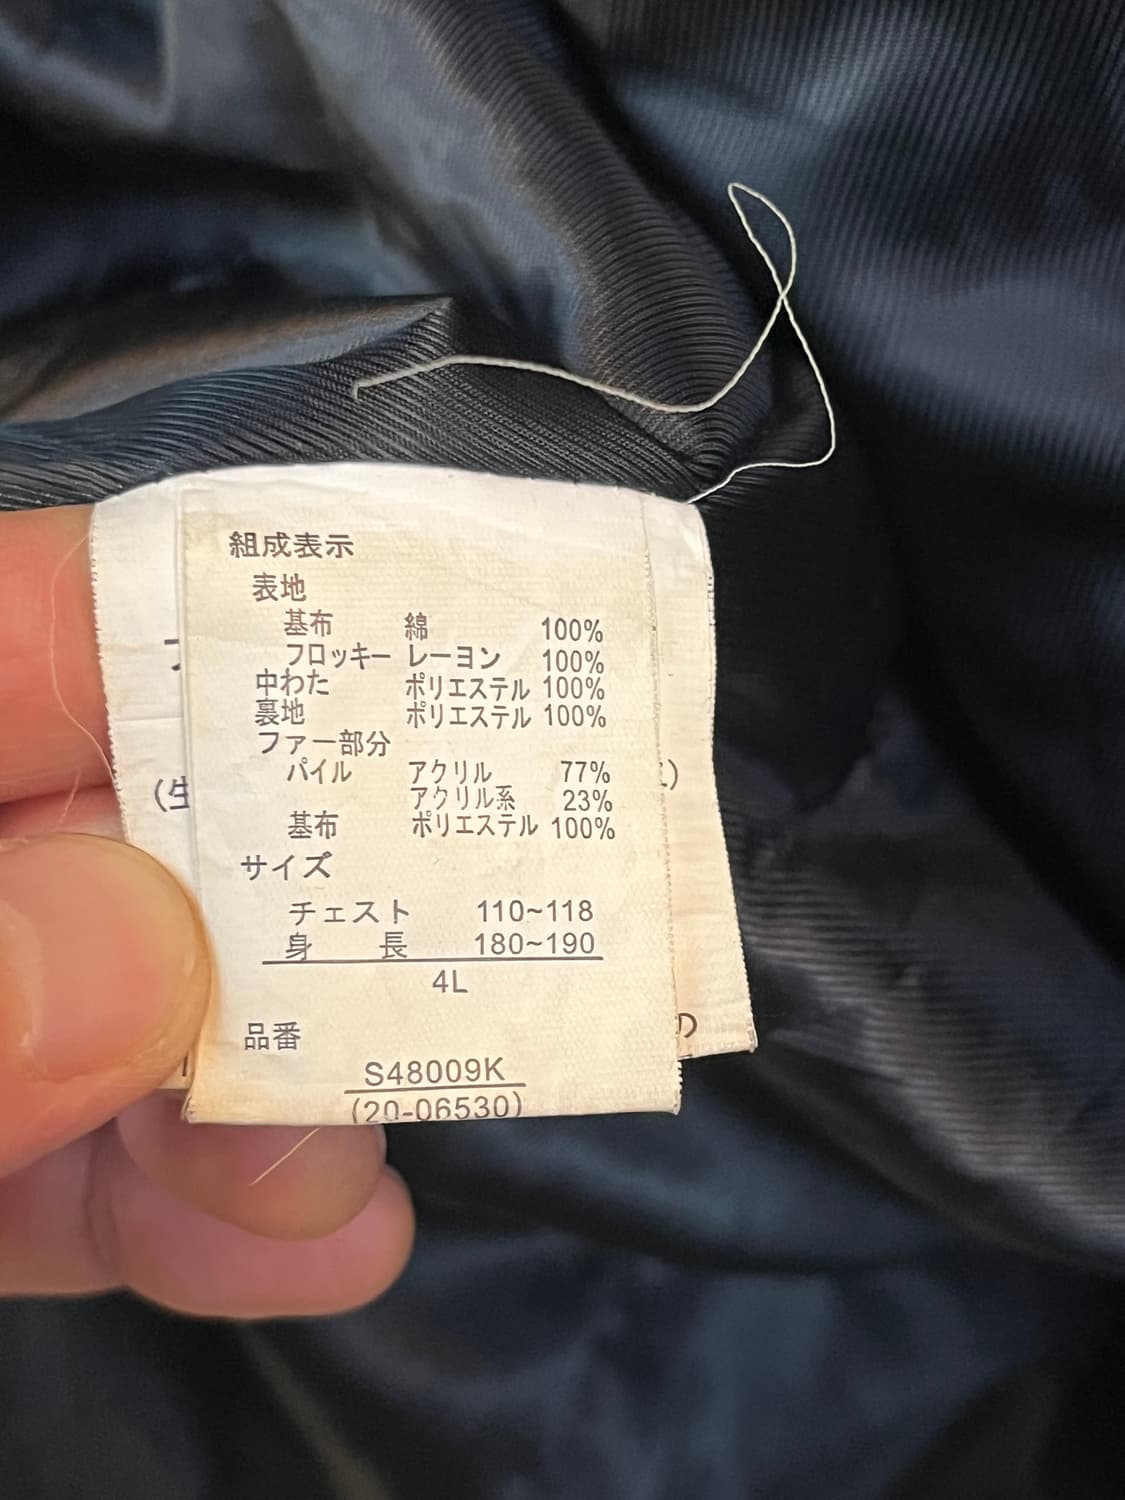 組成表示
表地
基布 綿 100%
フロッキー レーヨン 100%
中わた ポリエステル 100%
裏地 ポリエステル 100%
ファー部分
パイル アクリル 77%
アクリル系 23%
基布 ポリエステル 100%
サイズ
チェスト 110~118
身 長 180~190
4L
品番
S48009K
(20-06530)
(生
の